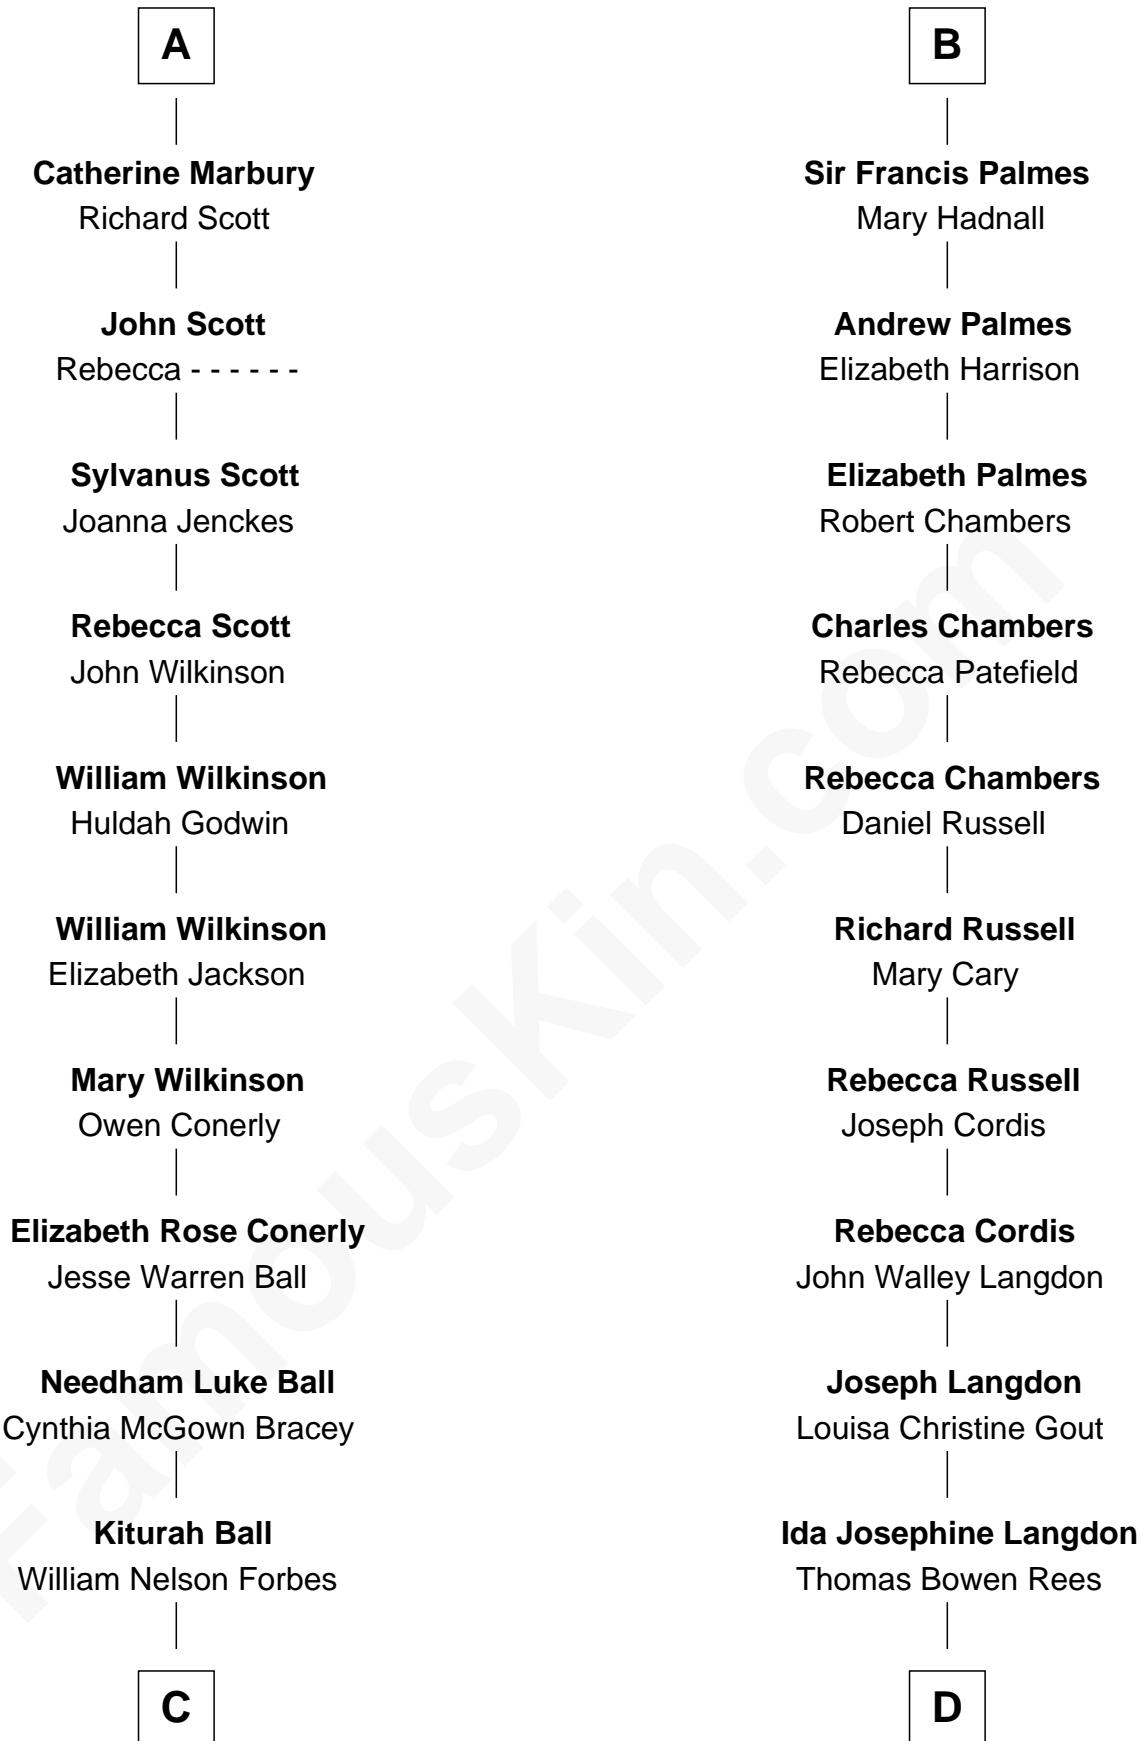 A
Catherine Marbury
Richard Scott
John Scott
Rebecca - - - - - -
Sylvanus Scott
Joanna Jenckes
Rebecca Scott
John Wilkinson
William Wilkinson
Huldah Godwin
William Wilkinson
Elizabeth Jackson
Mary Wilkinson
Owen Conerly
Elizabeth Rose Conerly
Jesse Warren Ball
Needham Luke Ball
Cynthia McGown Bracey
Kiturah Ball
William Nelson Forbes
C
B
Sir Francis Palmes
Mary Hadnall
Andrew Palmes
Elizabeth Harrison
Elizabeth Palmes
Robert Chambers
Charles Chambers
Rebecca Patefield
Rebecca Chambers
Daniel Russell
Richard Russell
Mary Cary
Rebecca Russell
Joseph Cordis
Rebecca Cordis
John Walley Langdon
Joseph Langdon
Louisa Christine Gout
Ida Josephine Langdon
Thomas Bowen Rees
D
FamousKin.com